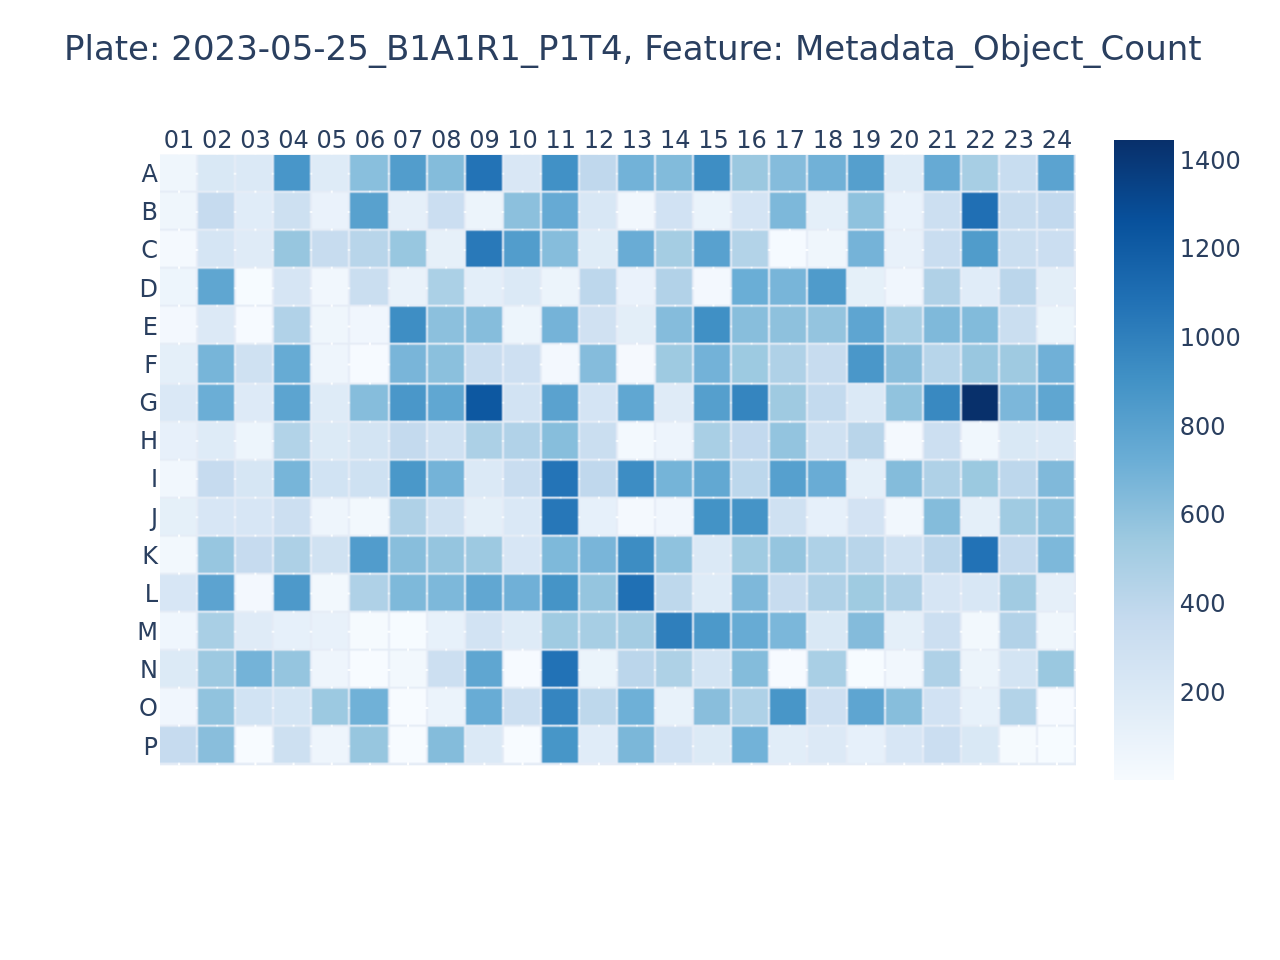 Plate: 2023-05-25_B1A1R1_P1T4, Feature: Metadata_Object_Count
01 02 03 04 05 06 07 08 09 10 11 12 13 14 15 16 17 18 19 20 21 22 23 24
A
B
C
D
E
F
G
H
I
J
K
L
M
N
O
P
1400
1200
1000
800
600
400
200